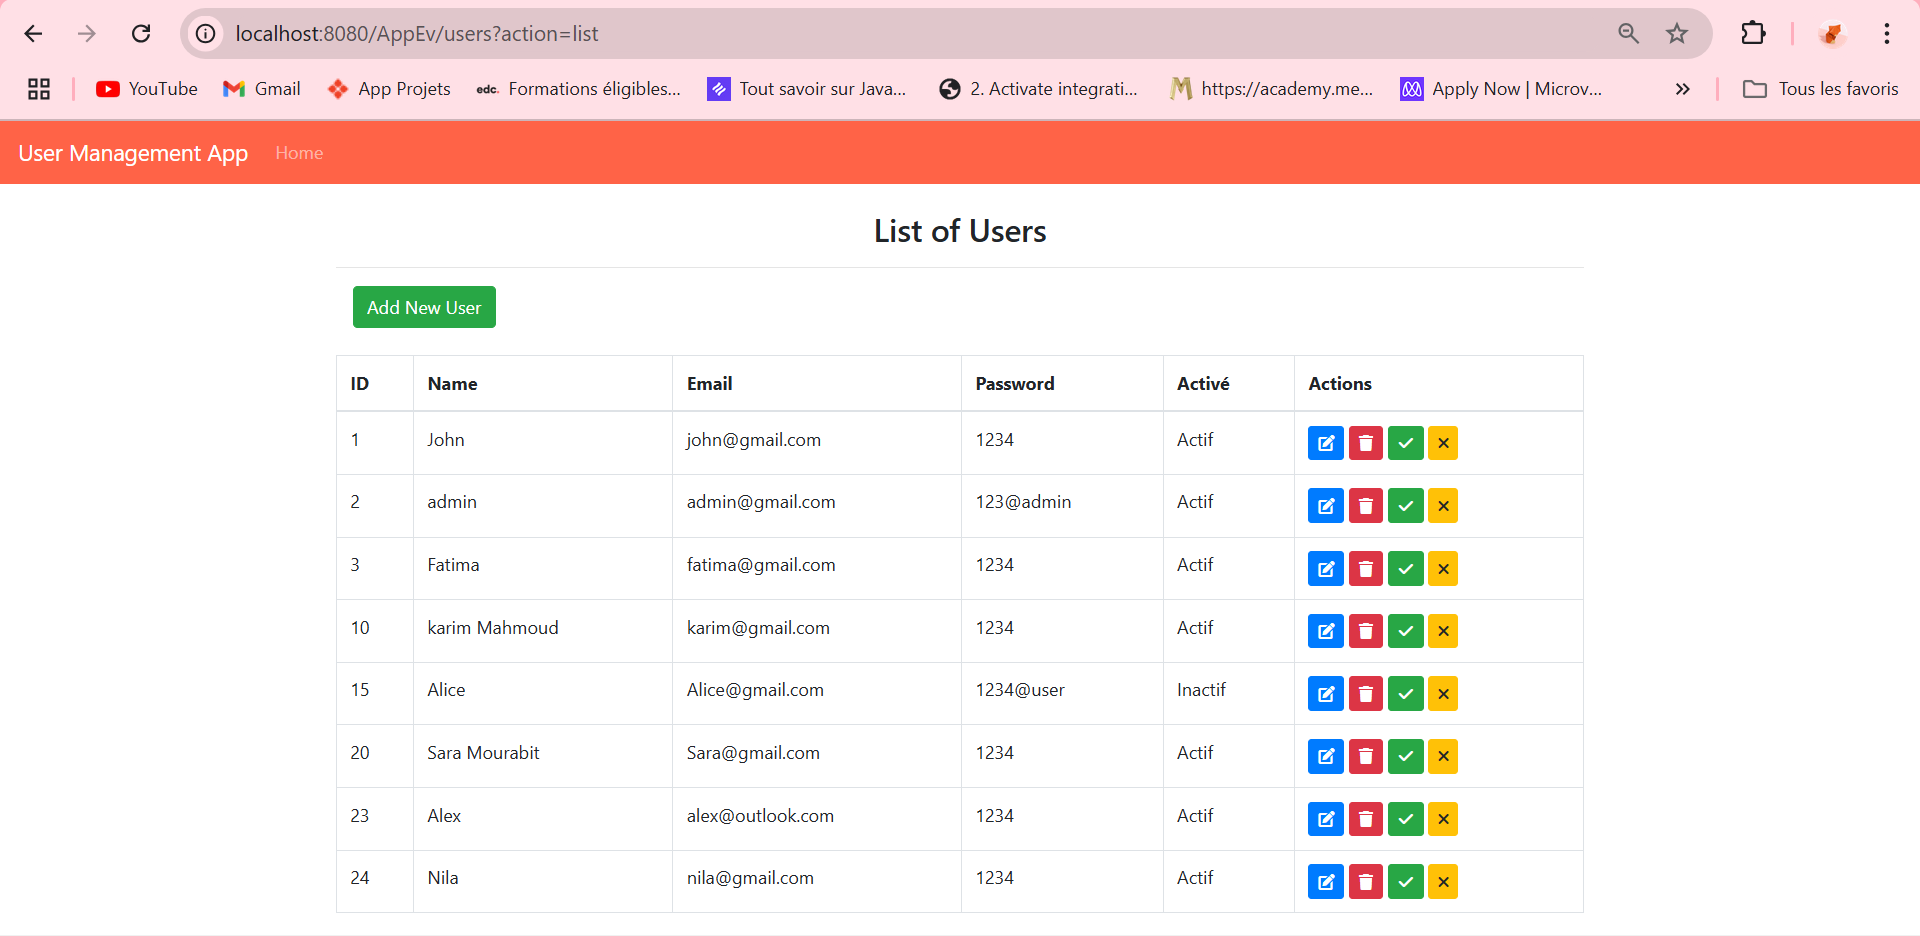 localhost:8080/AppEv/users?action=list
YouTube Gmail App Projets edc. Formations éligibles... Tout savoir sur Java... 2. Activate integrati... https://academy.me... Apply Now | Microv... Tous les favoris
User Management App Home
List of Users
Add New User
ID Name Email Password Activé Actions
1 John john@gmail.com 1234 Actif
2 admin admin@gmail.com 123@admin Actif
3 Fatima fatima@gmail.com 1234 Actif
10 karim Mahmoud karim@gmail.com 1234 Actif
15 Alice Alice@gmail.com 1234@user Inactif
20 Sara Mourabit Sara@gmail.com 1234 Actif
23 Alex alex@outlook.com 1234 Actif
24 Nila nila@gmail.com 1234 Actif